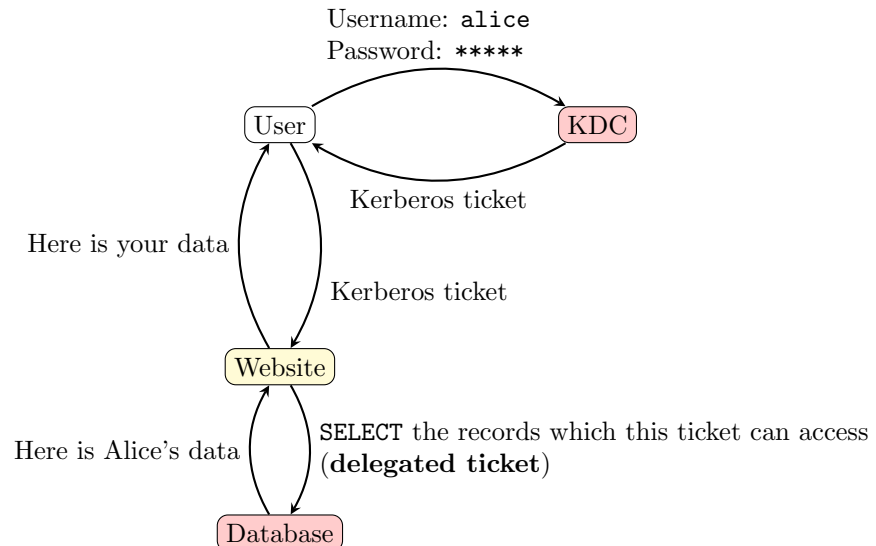 Username: alice
Password: *****
User
KDC
Kerberos ticket
Here is your data
Kerberos ticket
Website
SELECT the records which this ticket can access
(delegated ticket)
Here is Alice's data
Database